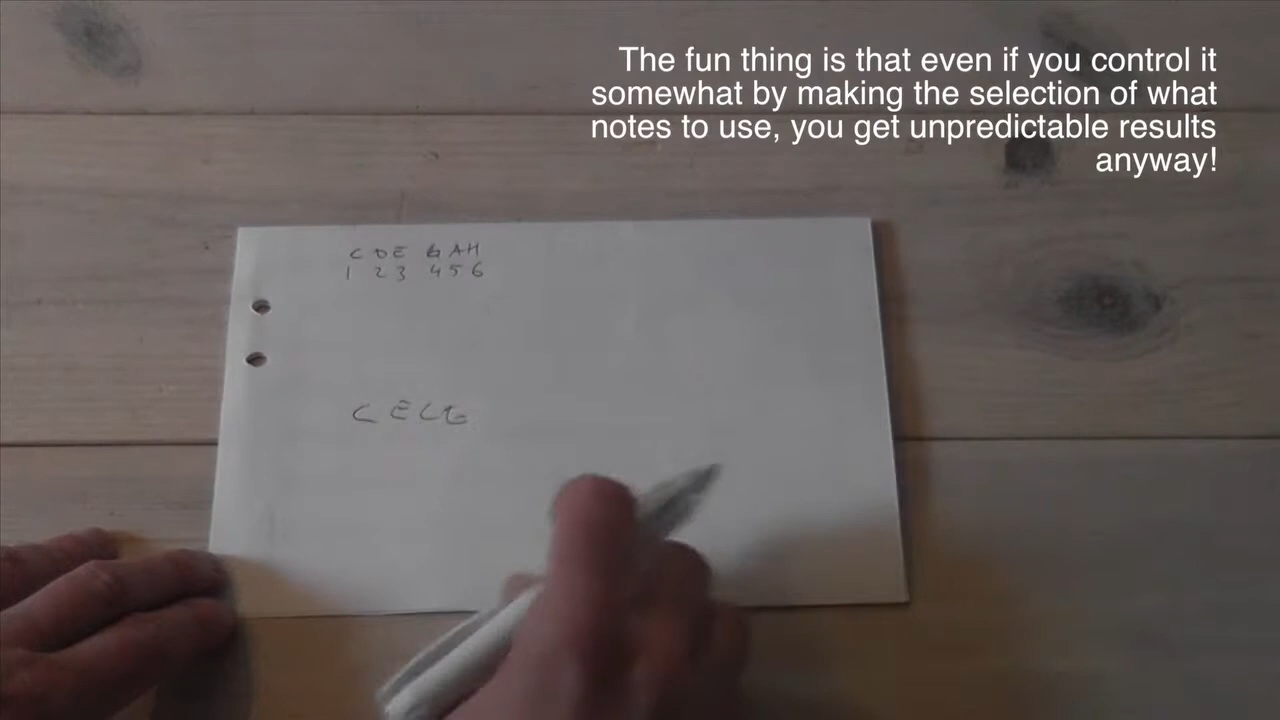 The fun thing is that even if you control it
somewhat by making the selection of what
notes to use, you get unpredictable results
anyway!
C D E G A H
1 2 3 4 5 6
C E C G